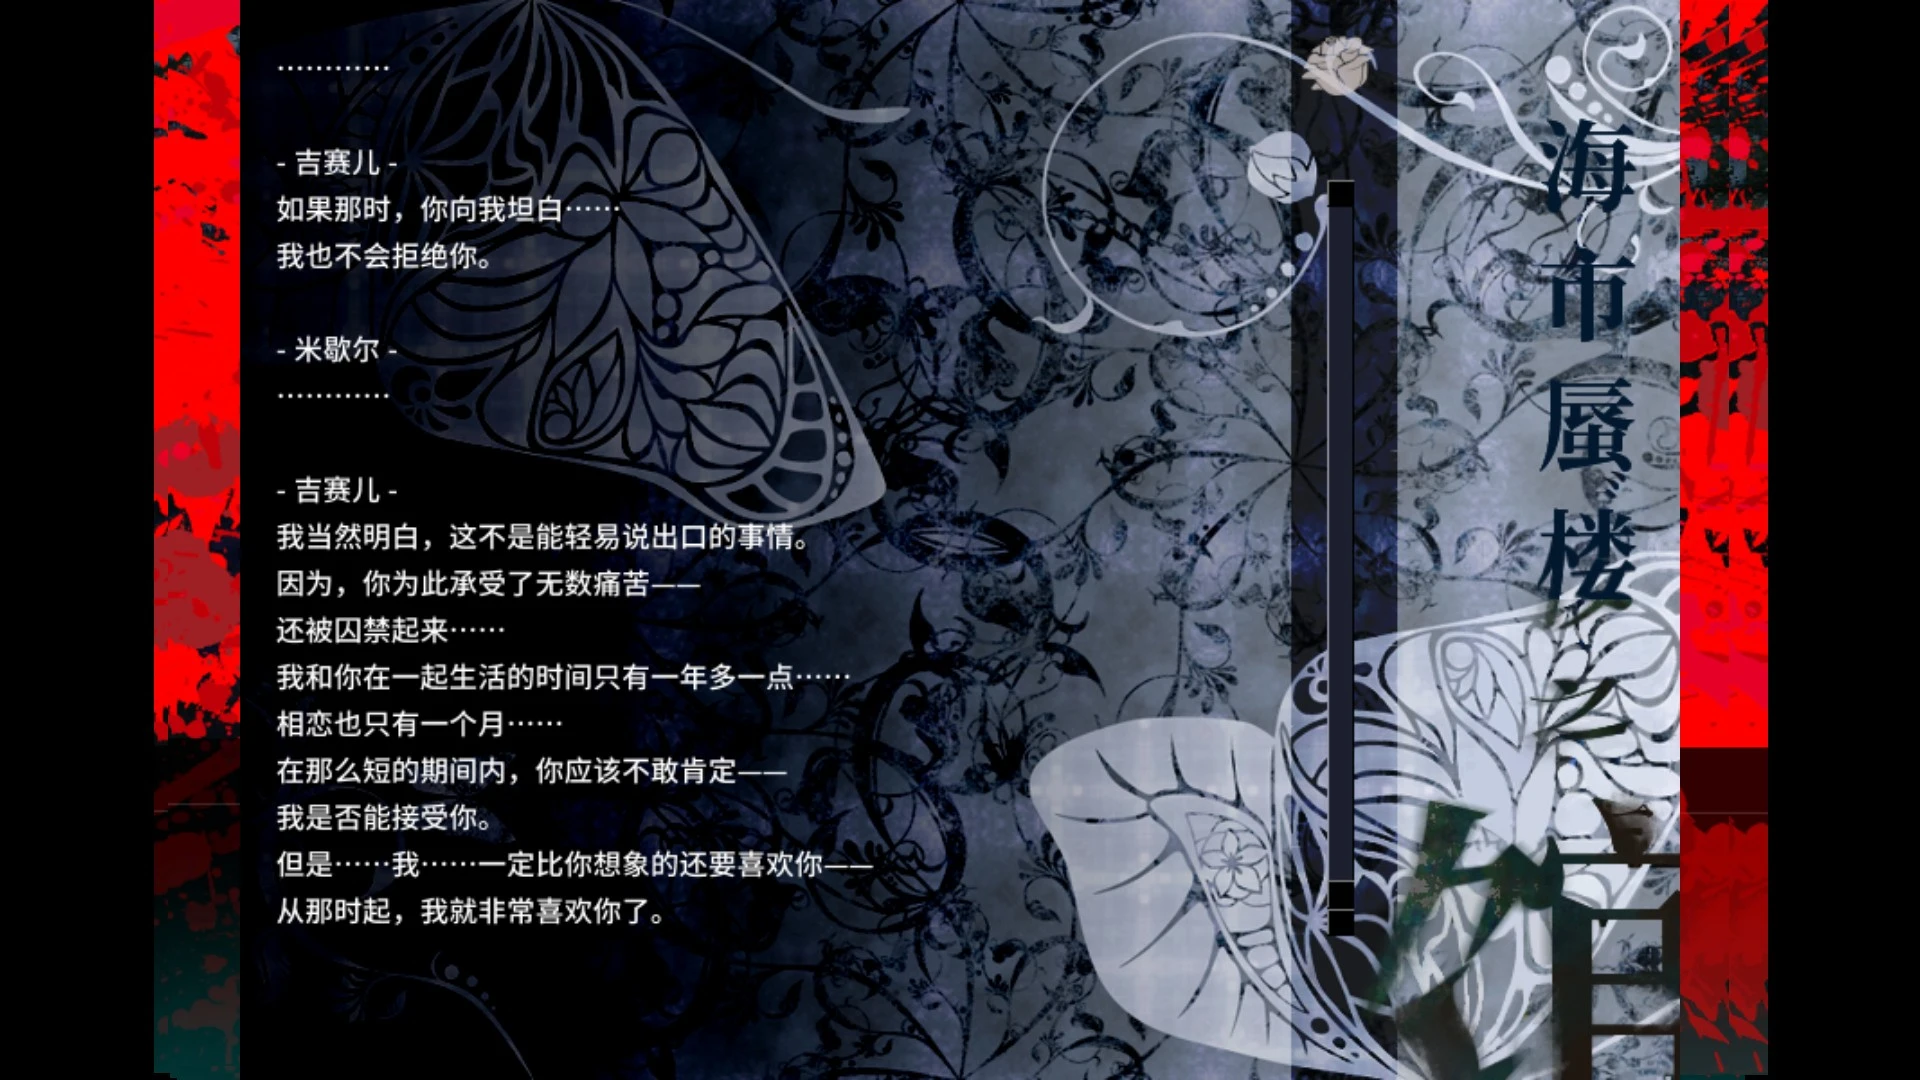 …………
- 吉赛儿 -
如果那时，你向我坦白……
我也不会拒绝你。
- 米歇尔 -
…………
- 吉赛儿 -
我当然明白，这不是能轻易说出口的事情。
因为，你为此承受了无数痛苦——
还被囚禁起来……
我和你在一起生活的时间只有一年多一点……
相恋也只有一个月……
在那么短的期间内，你应该不敢肯定——
我是否能接受你。
但是……我……一定比你想象的还要喜欢你——
从那时起，我就非常喜欢你了。
海市蜃楼之馆